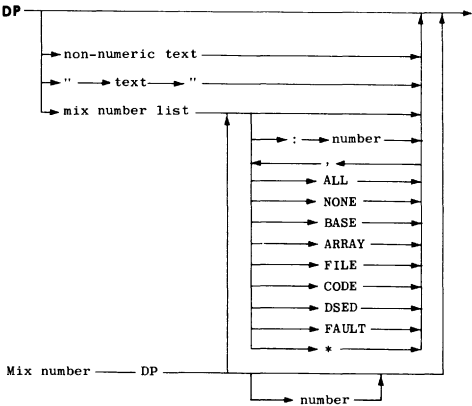 DP
non-numeric text
" text "
mix number list
: number
,
ALL
NONE
BASE
ARRAY
FILE
CODE
DSED
FAULT
*
Mix number DP
number